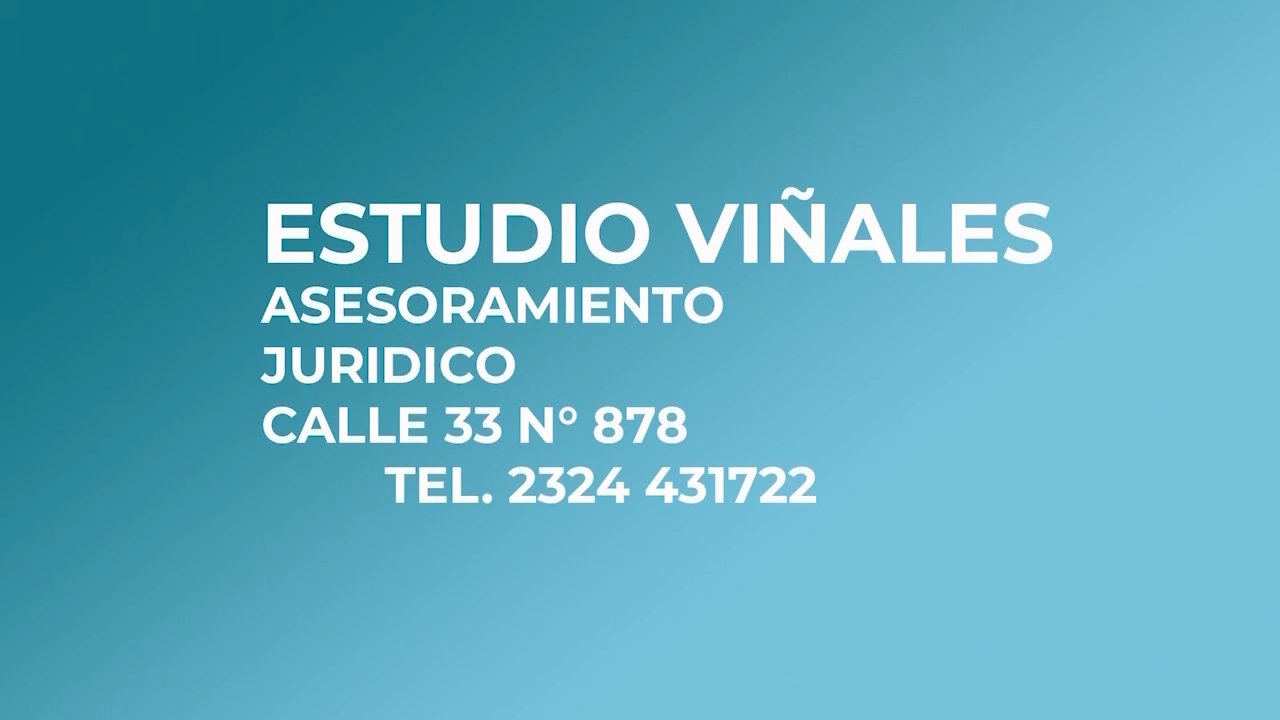 ESTUDIO VIÑALES
ASESORAMIENTO
JURIDICO
CALLE 33 N° 878
TEL. 2324 431722